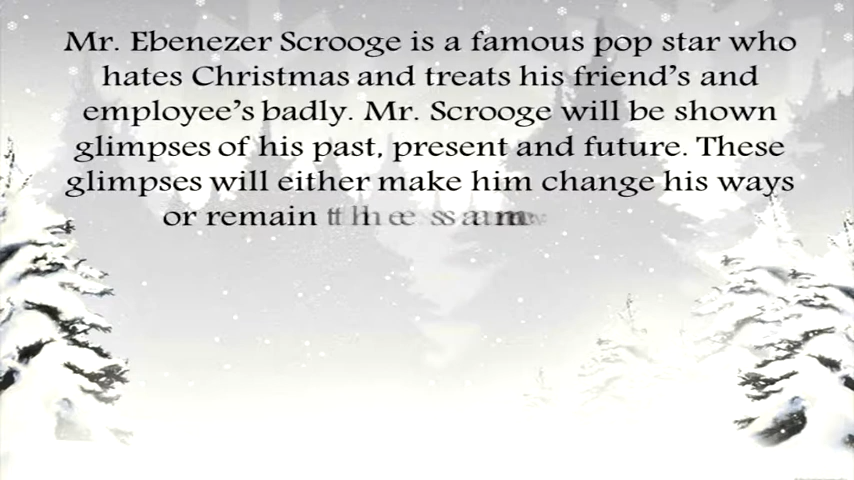 Mr. Ebenezer Scrooge is a famous pop star who
hates Christmas and treats his friend's and
employee's badly. Mr. Scrooge will be shown
glimpses of his past, present and future. These
glimpses will either make him change his ways
or remain the same